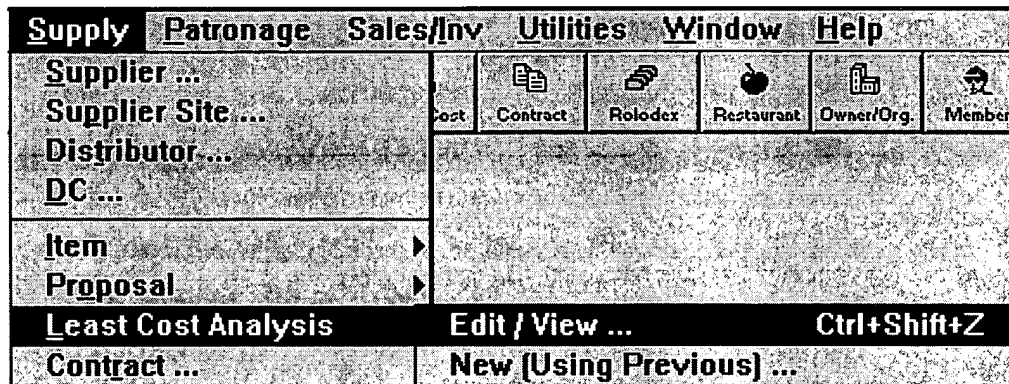 Supply Patronage Sales/Inv Utilities Window Help
Supplier ...
Supplier Site ...
Distributor ...
DC ...
Cost Contract Rolodex Restaurant Owner/Org. Member
Item
Proposal
Least Cost Analysis Edit / View ... Ctrl+Shift+Z
Contract ... New (Using Previous) ...